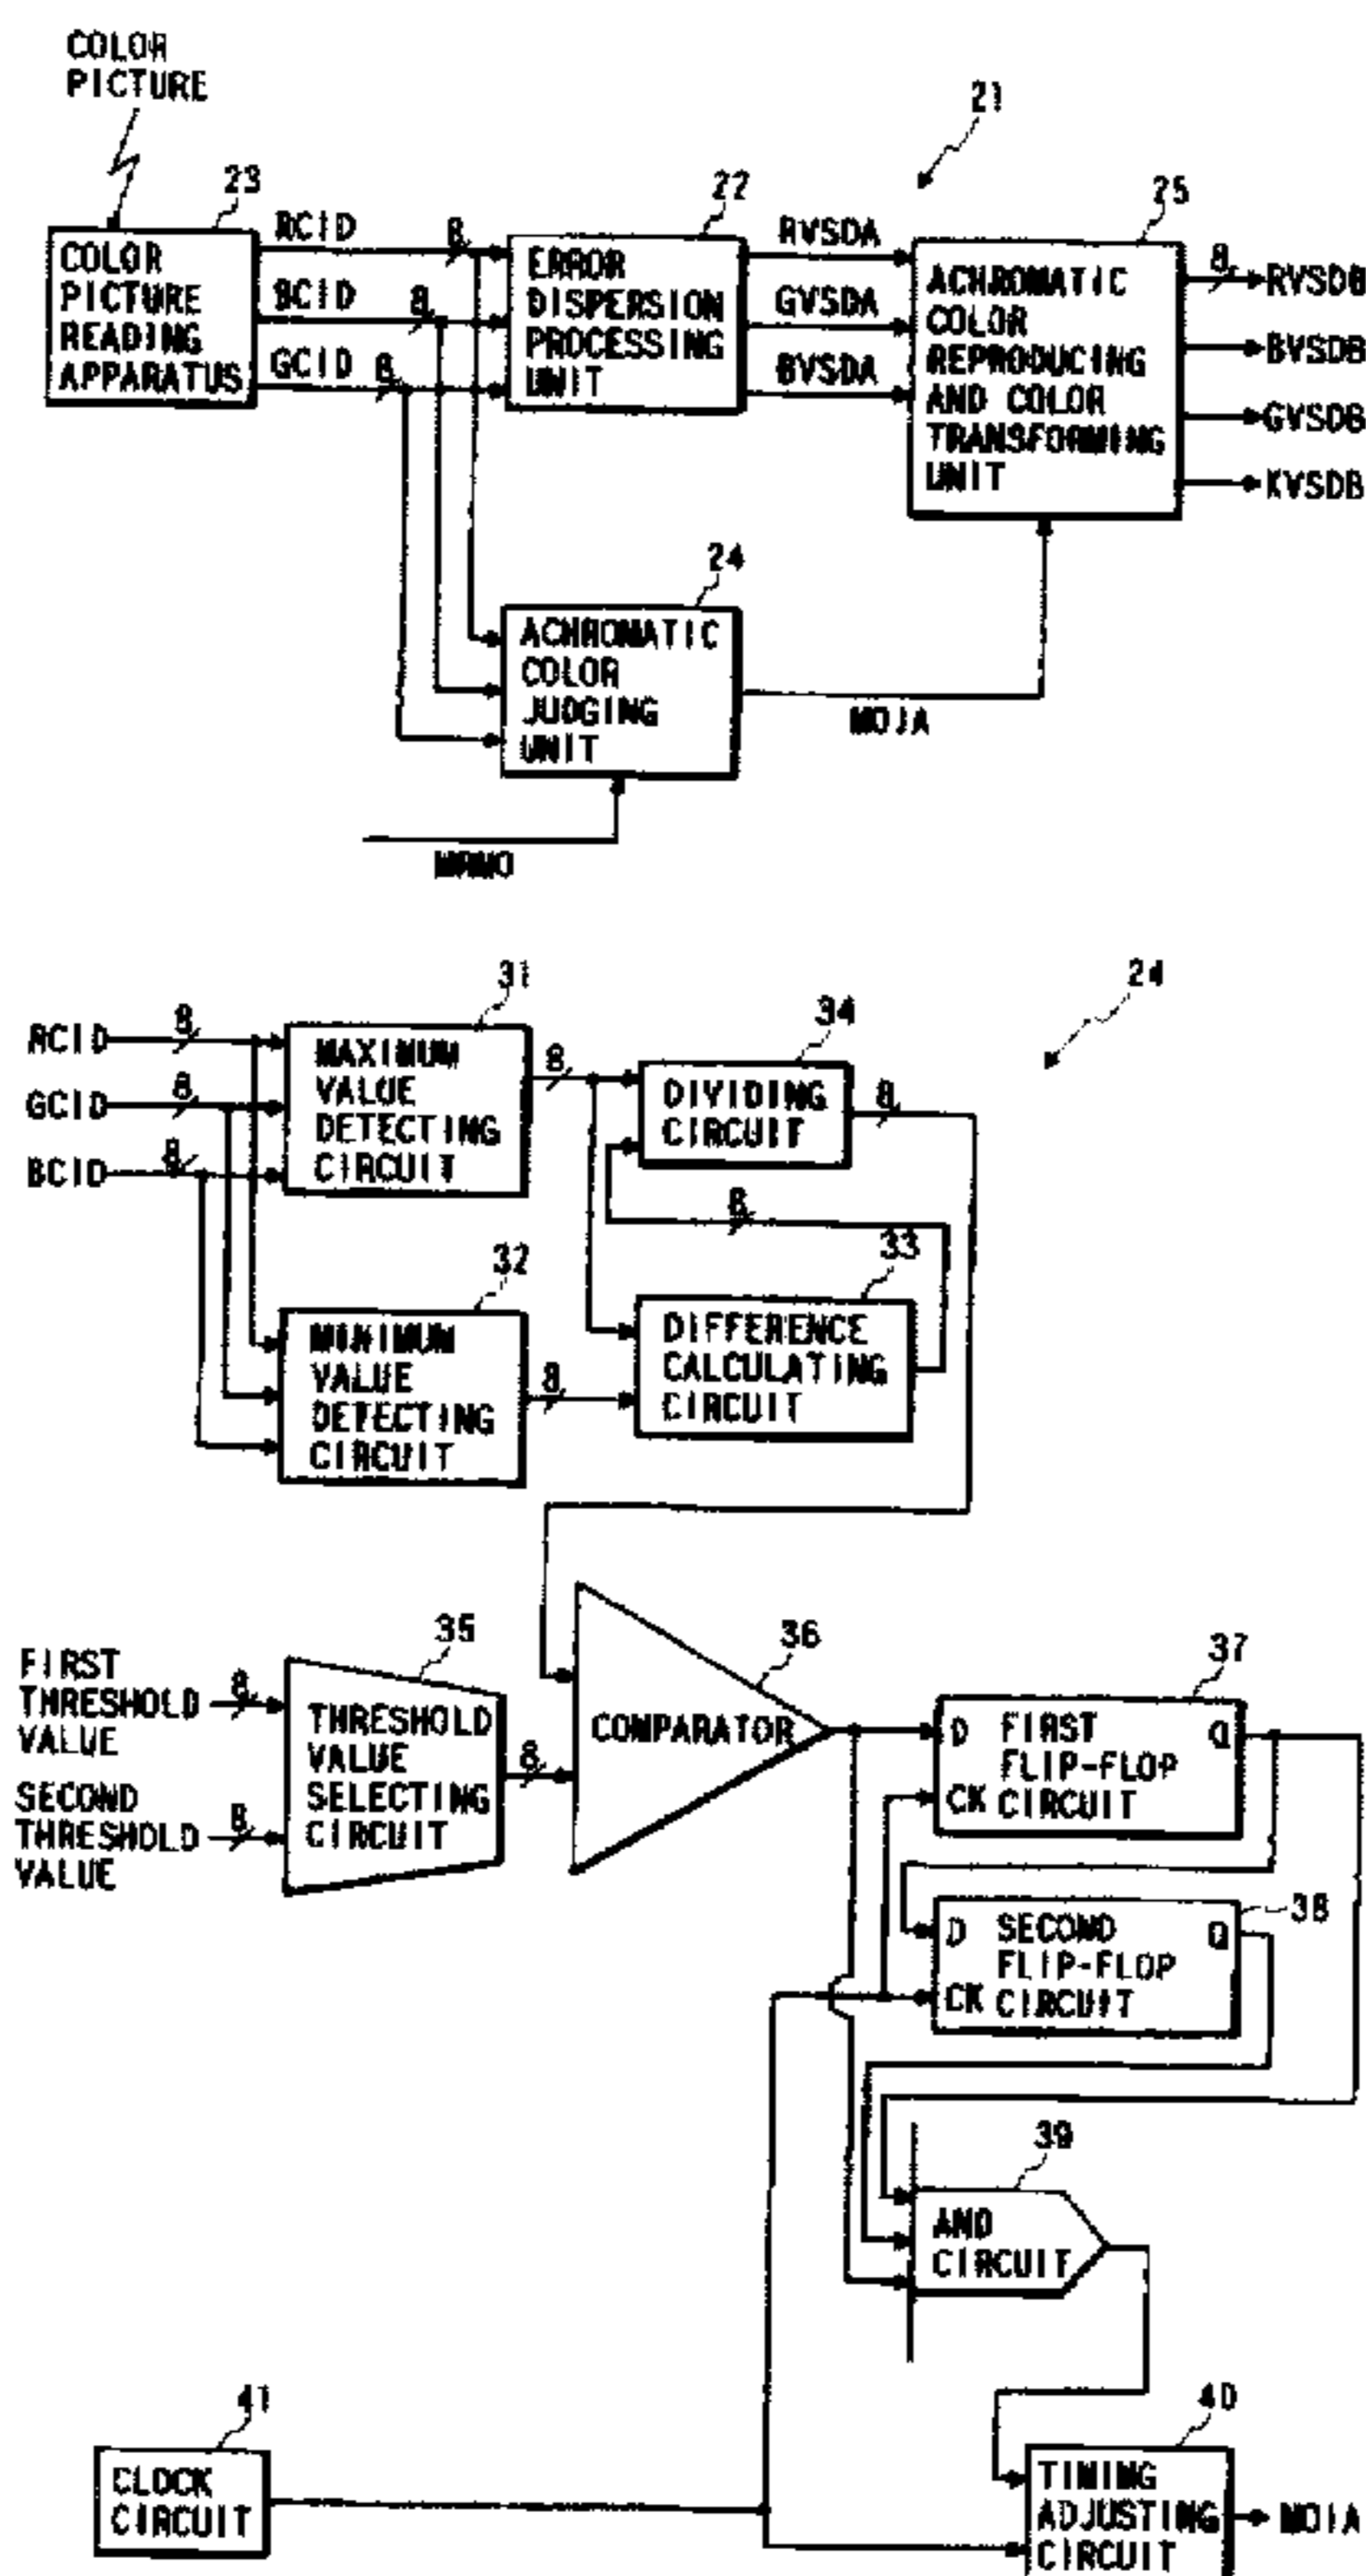 COLOR
PICTURE
21
23
22
25
RCID
8
BCID
8
GCID
8
COLOR
PICTURE
READING
APPARATUS
ERROR
DISPERSION
PROCESSING
UNIT
RVSDA
GVSDA
BVSDA
ACHROMATIC
COLOR
REPRODUCING
AND COLOR
TRANSFORMING
UNIT
8
RVSDB
BVSDB
GVSDB
KVSDB
24
ACHROMATIC
COLOR
JUDGING
UNIT
MOJA
31
24
34
RCID
8
GCID
8
BCID
8
MAXIMUM
VALUE
DETECTING
CIRCUIT
8
DIVIDING
CIRCUIT
8
8
32
33
MINIMUM
VALUE
DETECTING
CIRCUIT
8
DIFFERENCE
CALCULATING
CIRCUIT
35
36
37
FIRST
THRESHOLD
VALUE
8
SECOND
THRESHOLD
VALUE
8
THRESHOLD
VALUE
SELECTING
CIRCUIT
8
COMPARATOR
D FIRST Q
FLIP-FLOP
CK CIRCUIT
38
D SECOND Q
FLIP-FLOP
CK CIRCUIT
39
AND
CIRCUIT
41
40
CLOCK
CIRCUIT
TIMING
ADJUSTING
CIRCUIT